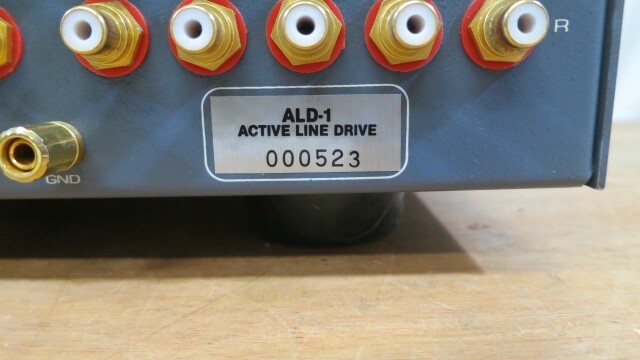 R
ALD-1
ACTIVE LINE DRIVE
000523
GND